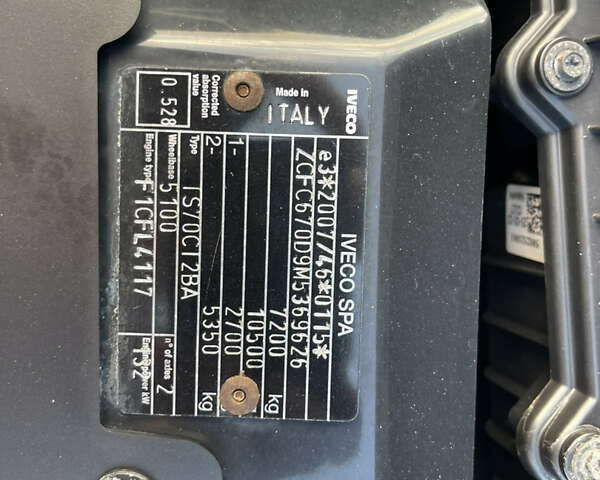 IVECO SPA
e3*2007/46*0115*
ZCFC670D9M5369626
7200 kg
10500
1- 2700
2- 5350 kg
Type IS70CI2BA
Wheelbase 5100 n° of axles 2
Engine type F1CFL4117 Engine power kW 132
IVECO
Made in ITALY
Corrected absorption value
0.528